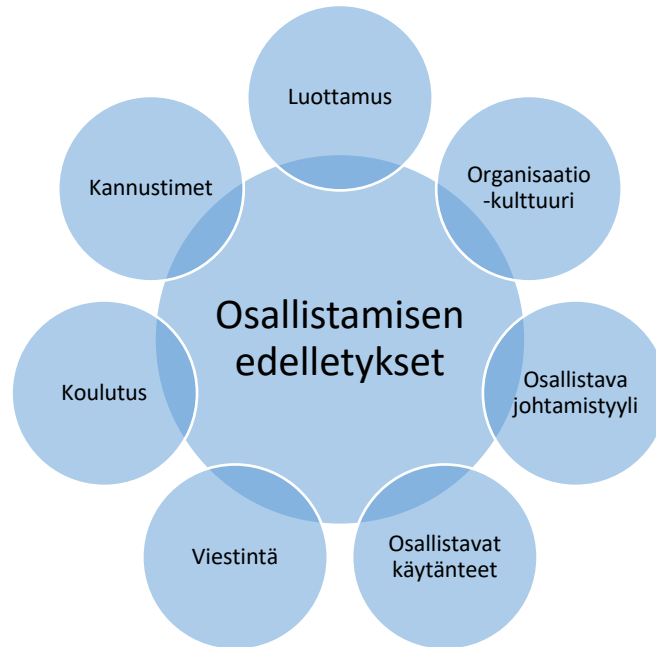 Luottamus
Organisaatio
-kulttuuri
Osallistava
johtamistyyli
Osallistavat
käytänteet
Viestintä
Koulutus
Kannustimet
Osallistamisen
edelletykset